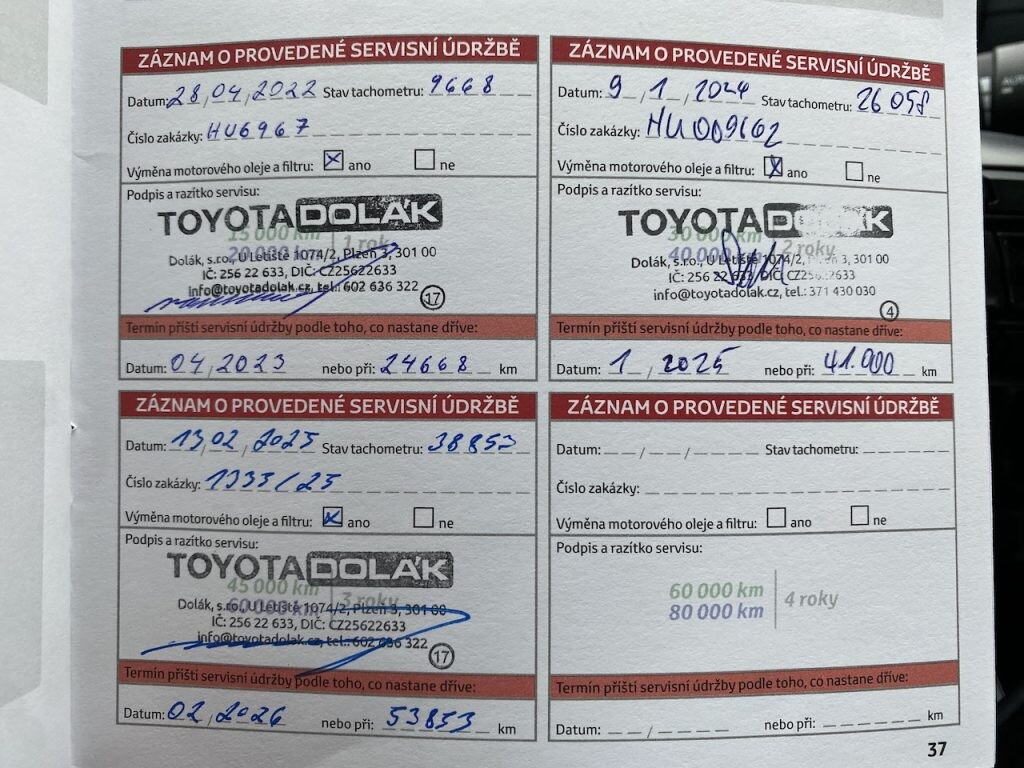 ZÁZNAM O PROVEDENÉ SERVISNÍ ÚDRŽBĚ
Datum: 28/04/2022 Stav tachometru: 9668
Číslo zakázky: HU6967
Výměna motorového oleje a filtru: ☒ ano ☐ ne
Podpis a razítko servisu:
TOYOTA DOLÁK
15 000 km
20 000 km
1 rok
Dolák, s.r.o., U Letiště 1074/2, Plzeň 3, 301 00
IČ: 256 22 633, DIČ: CZ25622633
info@toyotadolak.cz, tel.: 602 636 322
17
Termín příští servisní údržby podle toho, co nastane dříve:
Datum: 04/2023 nebo při: 24668 km
ZÁZNAM O PROVEDENÉ SERVISNÍ ÚDRŽBĚ
Datum: 9/1/2024 Stav tachometru: 26058
Číslo zakázky: HU009662
Výměna motorového oleje a filtru: ☒ ano ☐ ne
Podpis a razítko servisu:
TOYOTA DOLÁK
30 000 km
40 000 km
2 roky
Dolák, s.r.o., U Letiště 1074/2, 3, 301 00
IČ: 256 22 633, DIČ CZ25 2633
info@toyotadolak.cz, tel.: 371 430 030
4
Termín příští servisní údržby podle toho, co nastane dříve:
Datum: 1/2025 nebo při: 41.000 km
ZÁZNAM O PROVEDENÉ SERVISNÍ ÚDRŽBĚ
Datum: 13/02/2025 Stav tachometru: 38853
Číslo zakázky: 1333/25
Výměna motorového oleje a filtru: ☒ ano ☐ ne
Podpis a razítko servisu:
TOYOTA DOLÁK
45 000 km
60 000 km
3 roky
Dolák, s.r.o., U Letiště 1074/2, Plzeň 3, 301 00
IČ: 256 22 633, DIČ: CZ25622633
info@toyotadolak.cz, tel.: 602 636 322
17
Termín příští servisní údržby podle toho, co nastane dříve:
Datum: 02/2026 nebo při: 53853 km
ZÁZNAM O PROVEDENÉ SERVISNÍ ÚDRŽBĚ
Datum: / / Stav tachometru:
Číslo zakázky:
Výměna motorového oleje a filtru: ☐ ano ☐ ne
Podpis a razítko servisu:
60 000 km
80 000 km
4 roky
Termín příští servisní údržby podle toho, co nastane dříve:
Datum: / nebo při: km
37